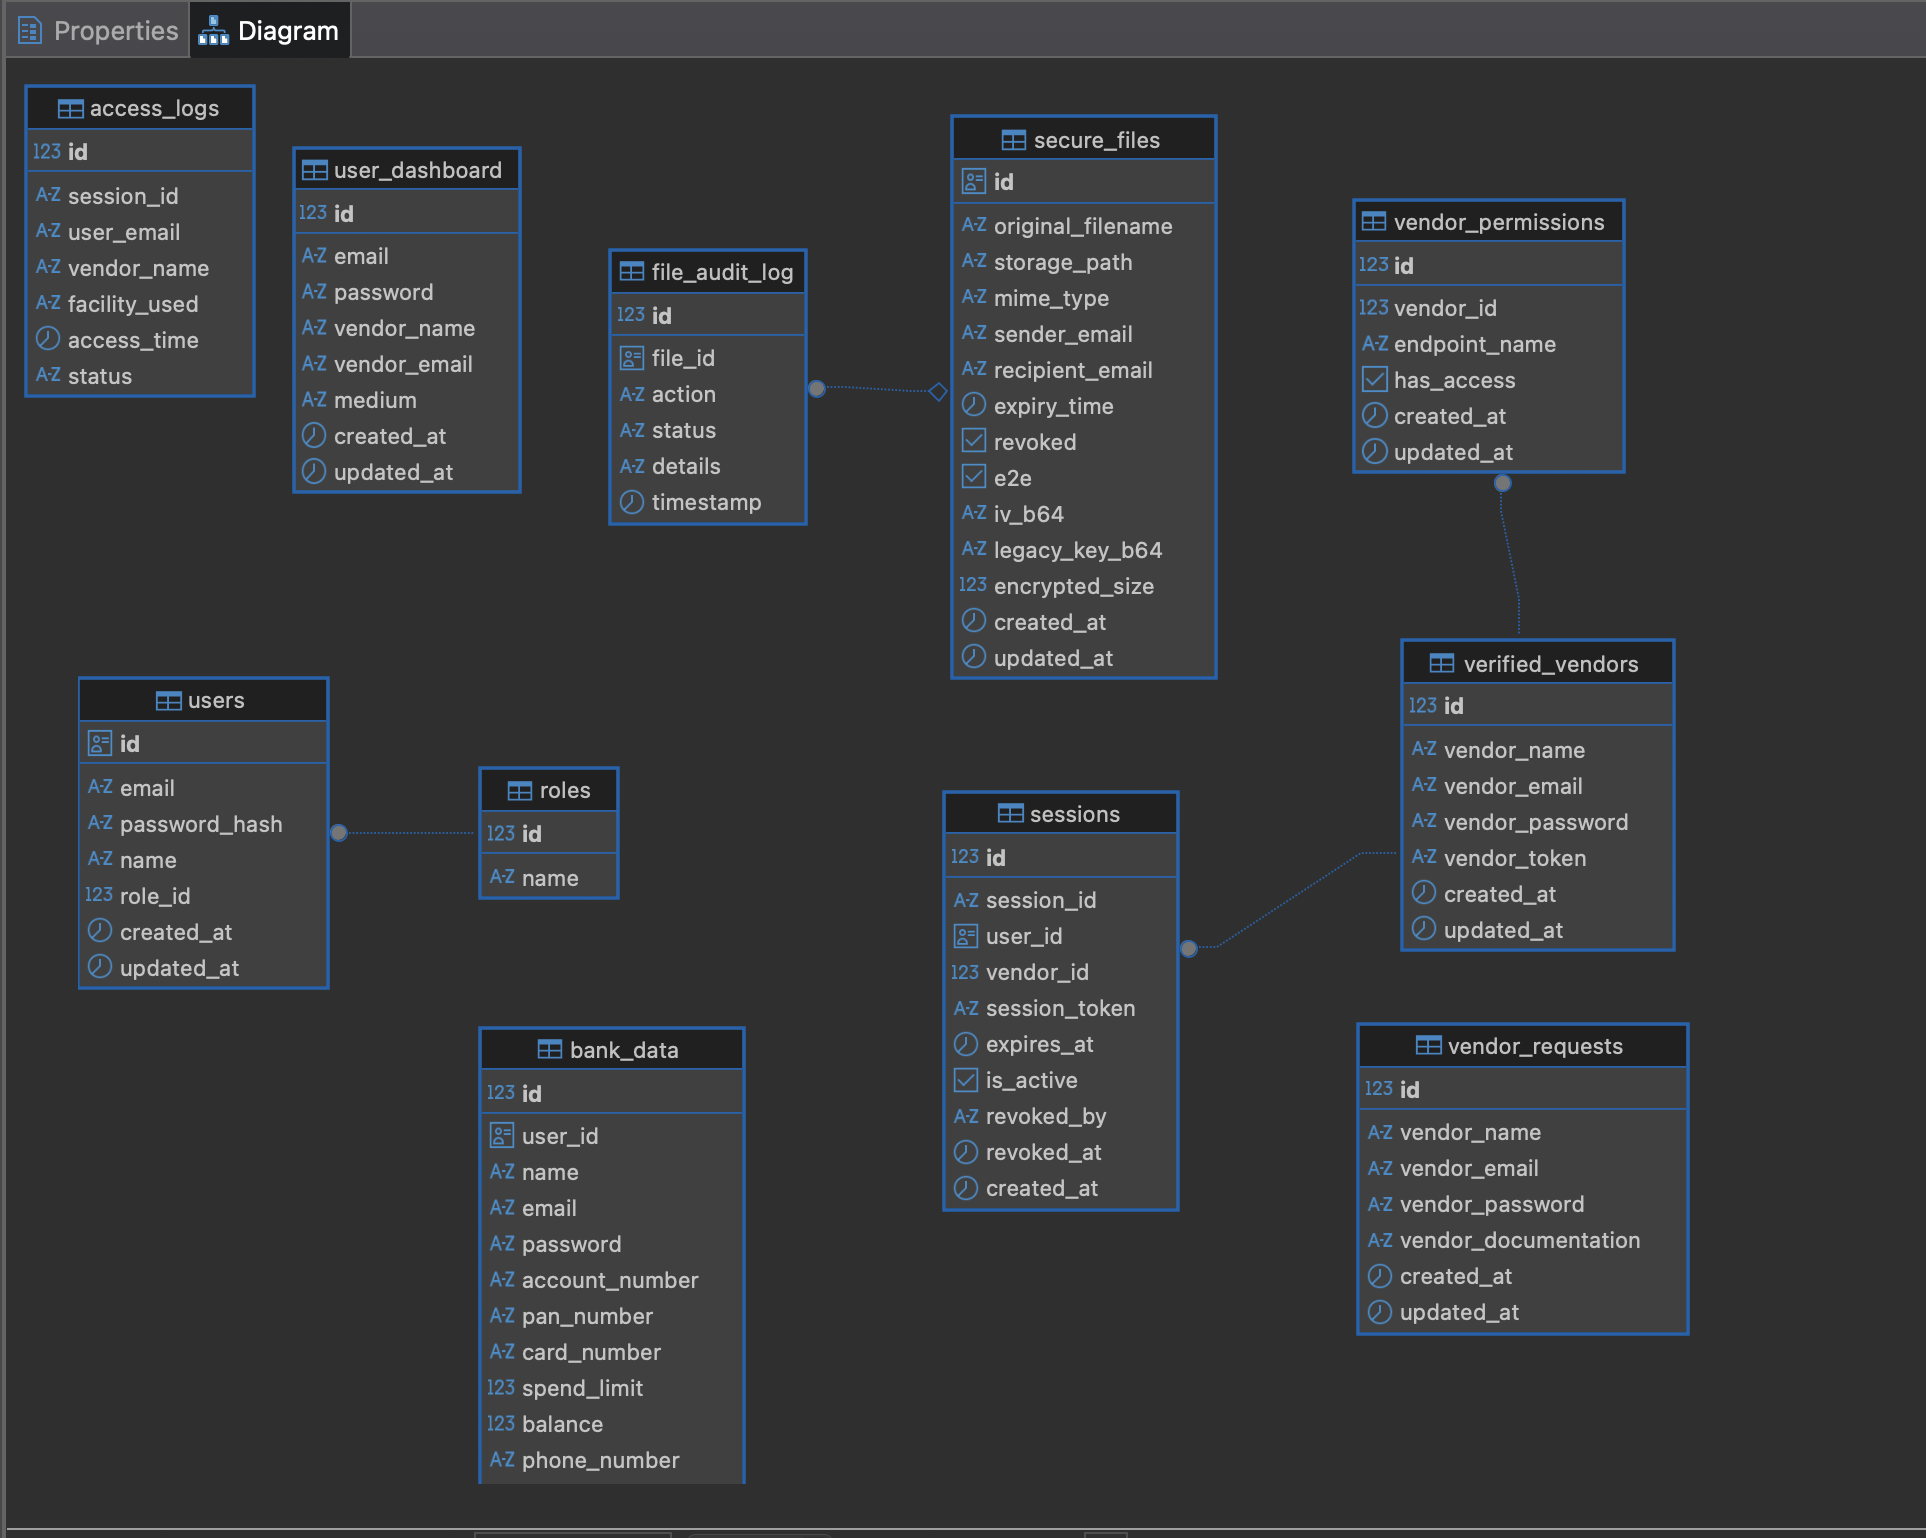 Properties
Diagram
access_logs
123 id
A-Z session_id
A-Z user_email
A-Z vendor_name
A-Z facility_used
access_time
A-Z status
user_dashboard
123 id
A-Z email
A-Z password
A-Z vendor_name
A-Z vendor_email
A-Z medium
created_at
updated_at
file_audit_log
123 id
file_id
A-Z action
A-Z status
A-Z details
timestamp
secure_files
id
A-Z original_filename
A-Z storage_path
A-Z mime_type
A-Z sender_email
A-Z recipient_email
expiry_time
revoked
e2e
A-Z iv_b64
A-Z legacy_key_b64
123 encrypted_size
created_at
updated_at
vendor_permissions
123 id
123 vendor_id
A-Z endpoint_name
has_access
created_at
updated_at
users
id
A-Z email
A-Z password_hash
A-Z name
123 role_id
created_at
updated_at
roles
123 id
A-Z name
verified_vendors
123 id
A-Z vendor_name
A-Z vendor_email
A-Z vendor_password
A-Z vendor_token
created_at
updated_at
sessions
123 id
A-Z session_id
user_id
123 vendor_id
A-Z session_token
expires_at
is_active
A-Z revoked_by
revoked_at
created_at
bank_data
123 id
user_id
A-Z name
A-Z email
A-Z password
A-Z account_number
A-Z pan_number
A-Z card_number
123 spend_limit
123 balance
A-Z phone_number
vendor_requests
123 id
A-Z vendor_name
A-Z vendor_email
A-Z vendor_password
A-Z vendor_documentation
created_at
updated_at